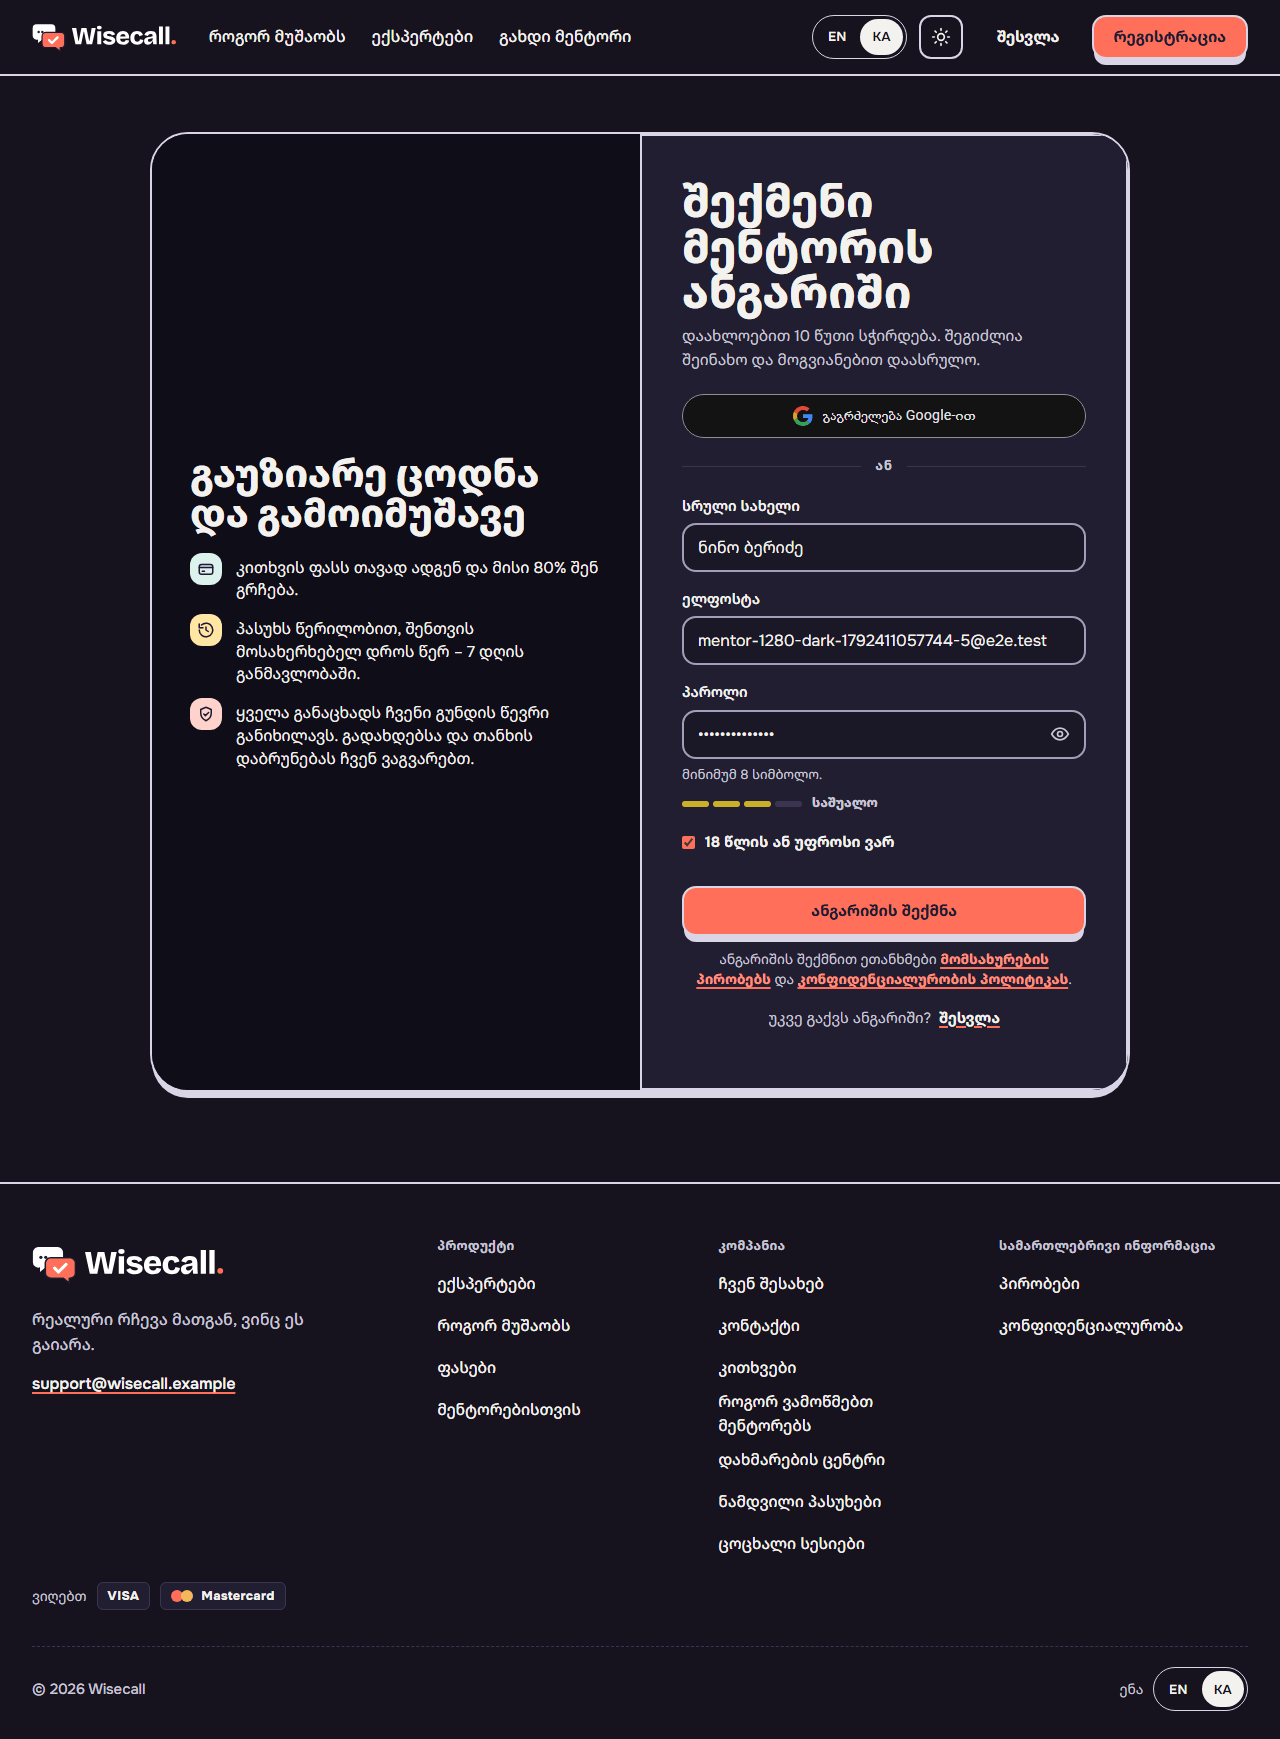 Wisecall.
როგორ მუშაობს
ექსპერტები
გახდი მენტორი
EN
KA
შესვლა
რეგისტრაცია
გაუზიარე ცოდნა
და გამოიმუშავე
კითხვის ფასს თავად ადგენ და მისი 80% შენ
გრჩება.
პასუხს წერილობით, შენთვის
მოსახერხებელ დროს წერ – 7 დღის
განმავლობაში.
ყველა განაცხადს ჩვენი გუნდის წევრი
განიხილავს. გადახდებსა და თანხის
დაბრუნებას ჩვენ ვაგვარებთ.
შექმენი
მენტორის
ანგარიში
დაახლოებით 10 წუთი სჭირდება. შეგიძლია
შეინახო და მოგვიანებით დაასრულო.
გაგრძელება Google-ით
ან
სრული სახელი
ნინო ბერიძე
ელფოსტა
mentor-1280-dark-1792411057744-5@e2e.test
პაროლი
••••••••••••••
მინიმუმ 8 სიმბოლო.
საშუალო
18 წლის ან უფროსი ვარ
ანგარიშის შექმნა
ანგარიშის შექმნით ეთანხმები მომსახურების
პირობებს და კონფიდენციალურობის პოლიტიკას.
უკვე გაქვს ანგარიში? შესვლა
Wisecall.
რეალური რჩევა მათგან, ვინც ეს
გაიარა.
support@wisecall.example
პროდუქტი
ექსპერტები
როგორ მუშაობს
ფასები
მენტორებისთვის
კომპანია
ჩვენ შესახებ
კონტაქტი
კითხვები
როგორ ვამოწმებთ
მენტორებს
დახმარების ცენტრი
ნამდვილი პასუხები
ცოცხალი სესიები
სამართლებრივი ინფორმაცია
პირობები
კონფიდენციალურობა
ვიღებთ
VISA
Mastercard
© 2026 Wisecall
ენა
EN
KA